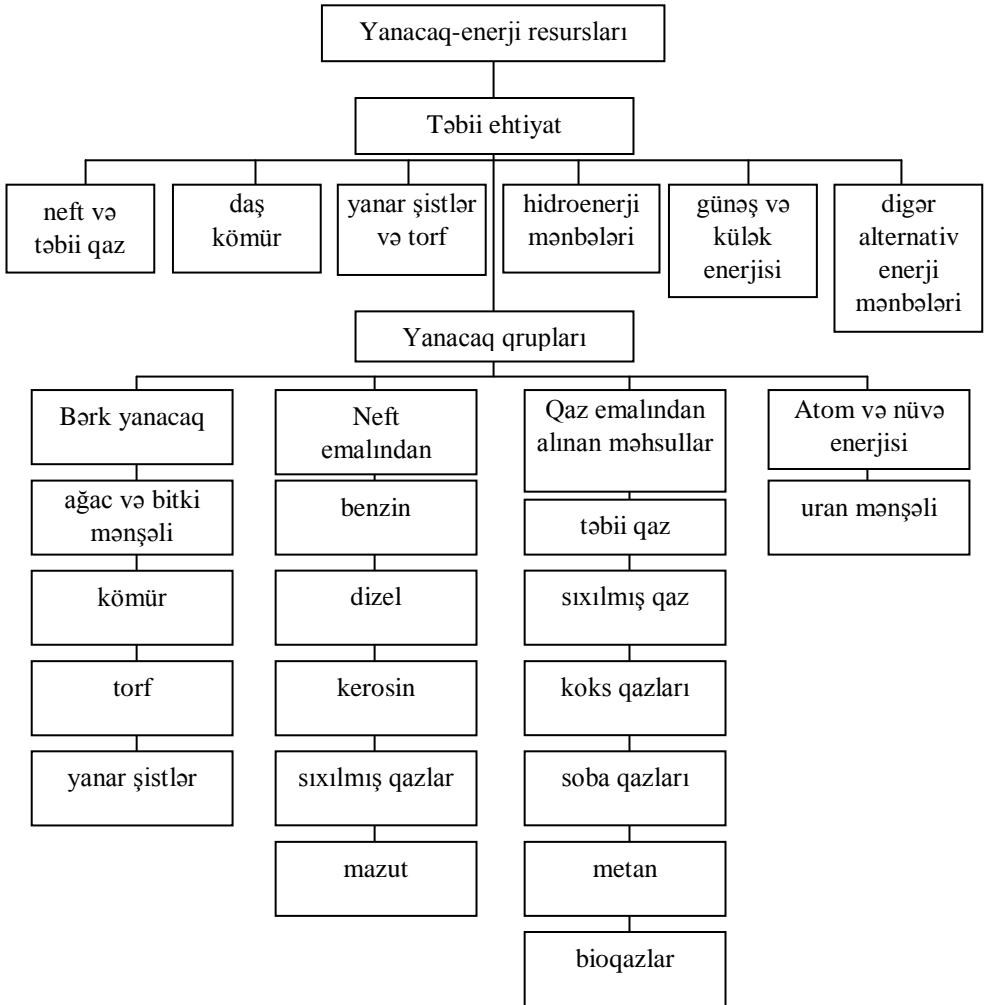 Yanacaq-enerji resursları
Təbii ehtiyat
neft və
təbii qaz
daş
kömür
yanar şistlər
və torf
hidroenerji
mənbələri
günəş və
külək
enerjisi
digər
alternativ
enerji
mənbələri
Yanacaq qrupları
Bərk yanacaq
ağac və bitki
mənşəli
kömür
torf
yanar şistlər
Neft
emalından
benzin
dizel
kerosin
sıxılmış qazlar
mazut
Qaz emalından
alınan məhsullar
təbii qaz
sıxılmış qaz
koks qazları
soba qazları
metan
bioqazlar
Atom və nüvə
enerjisi
uran mənşəli